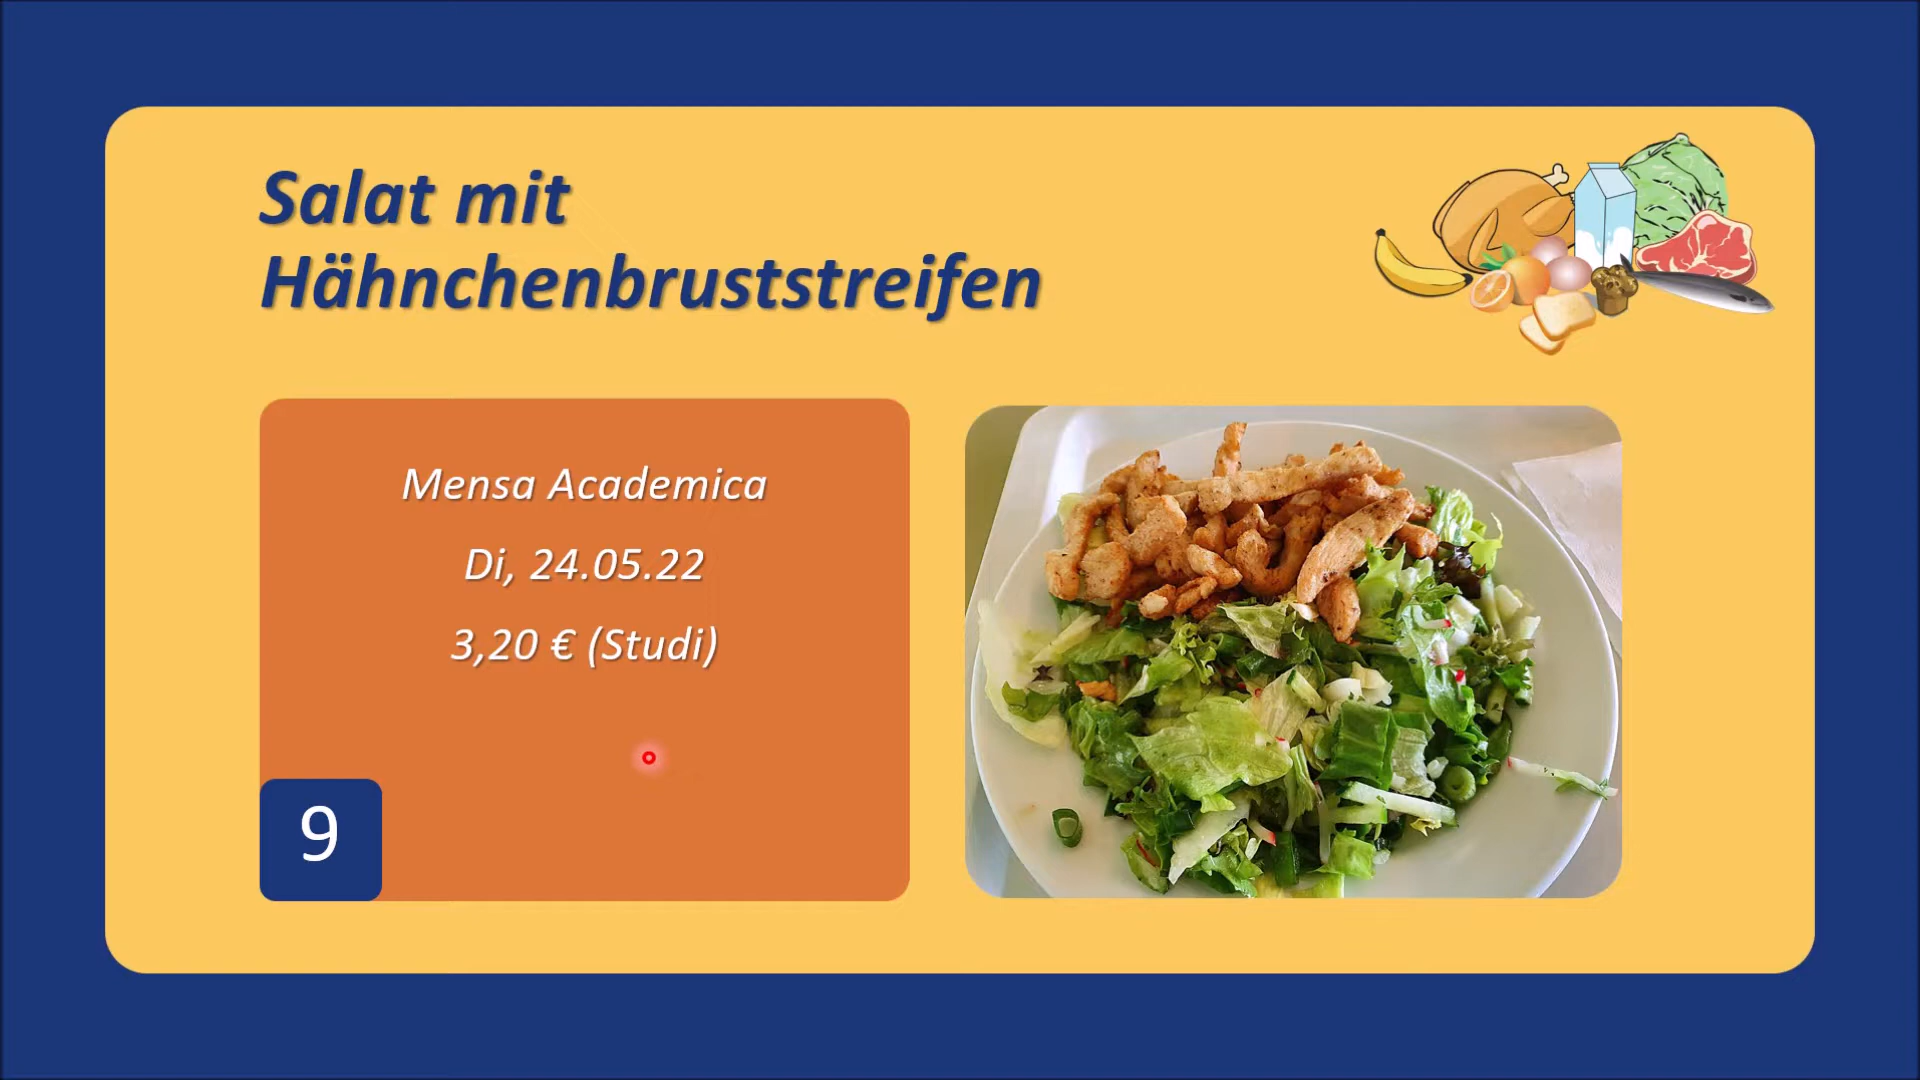 Salat mit
Hähnchenbruststreifen
Mensa Academica
Di, 24.05.22
3,20 € (Studi)
9